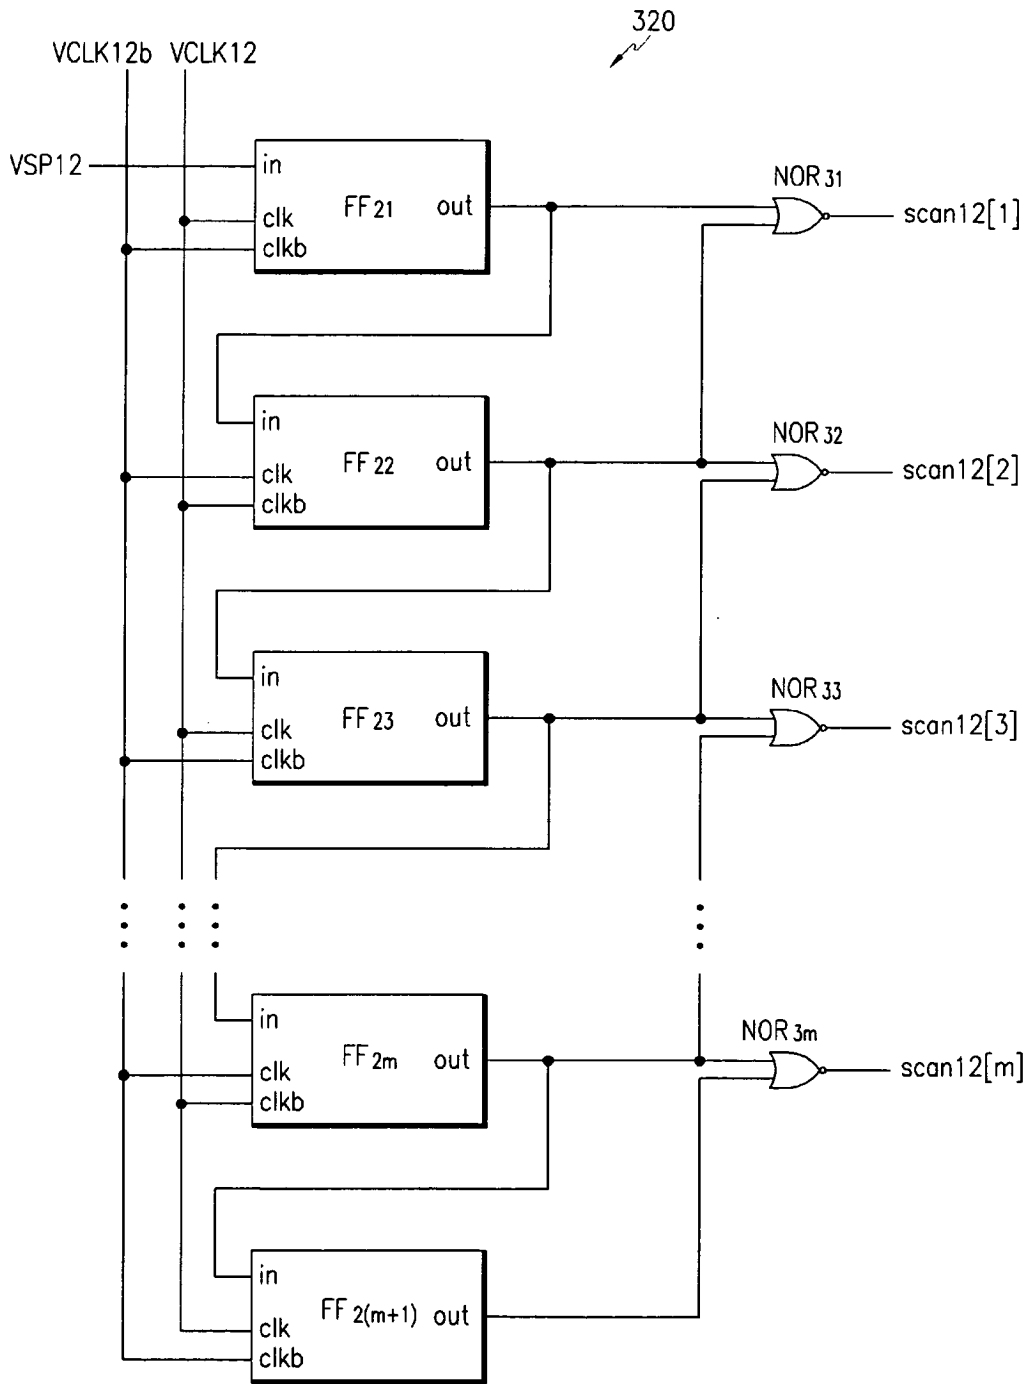 320
VCLK12b VCLK12
VSP12
in
clk
clkb
FF21
out
NOR31
scan12[1]
in
clk
clkb
FF22
out
NOR32
scan12[2]
in
clk
clkb
FF23
out
NOR33
scan12[3]
in
clk
clkb
FF2m
out
NOR3m
scan12[m]
in
clk
clkb
FF2(m+1)
out